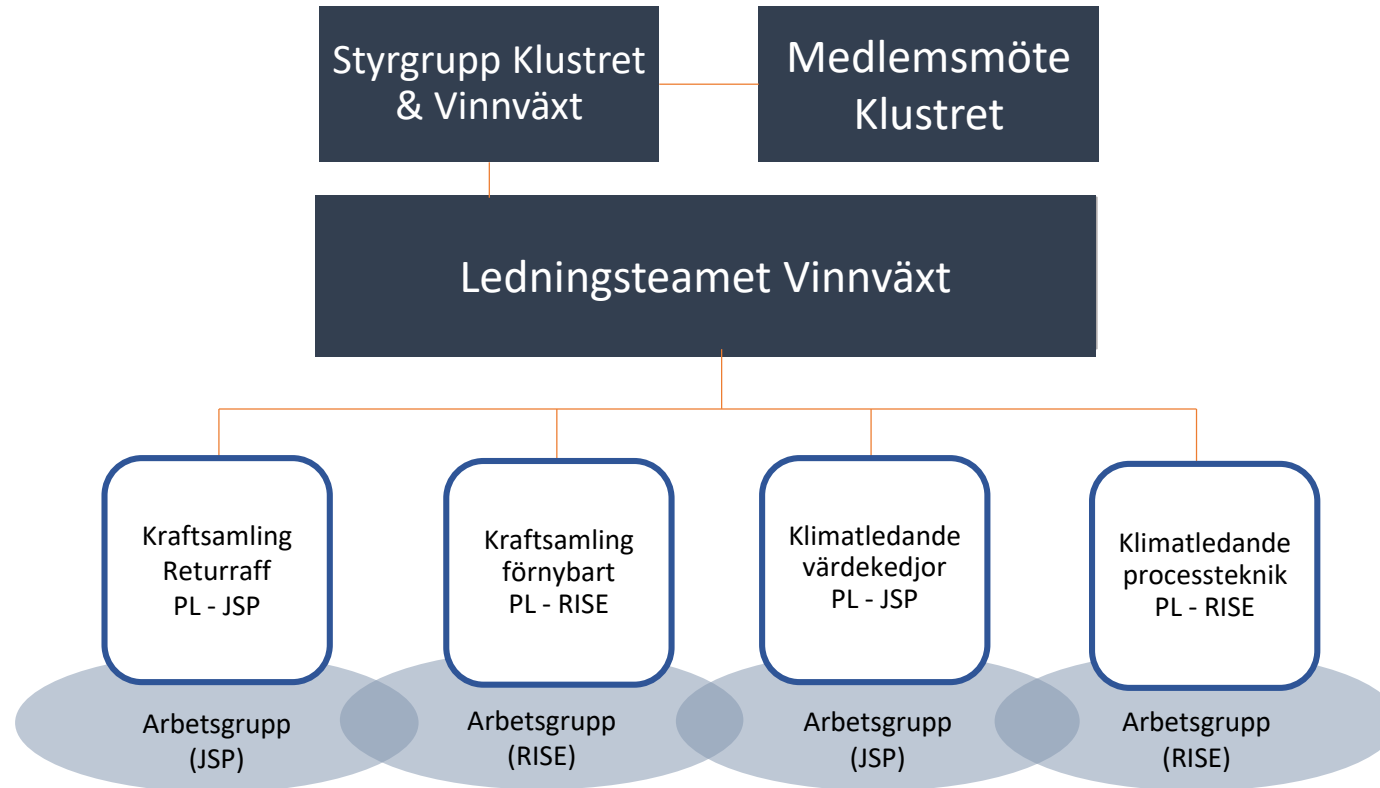 Styrgrupp Klustret
& Vinnväxt
Medlemsmöte
Klustret
Ledningsteamet Vinnväxt
Kraftsamling
Returraff
PL - JSP
Kraftsamling
förnybart
PL - RISE
Klimatledande
värdekedjor
PL - JSP
Klimatledande
processteknik
PL - RISE
Arbetsgrupp
(JSP)
Arbetsgrupp
(RISE)
Arbetsgrupp
(JSP)
Arbetsgrupp
(RISE)